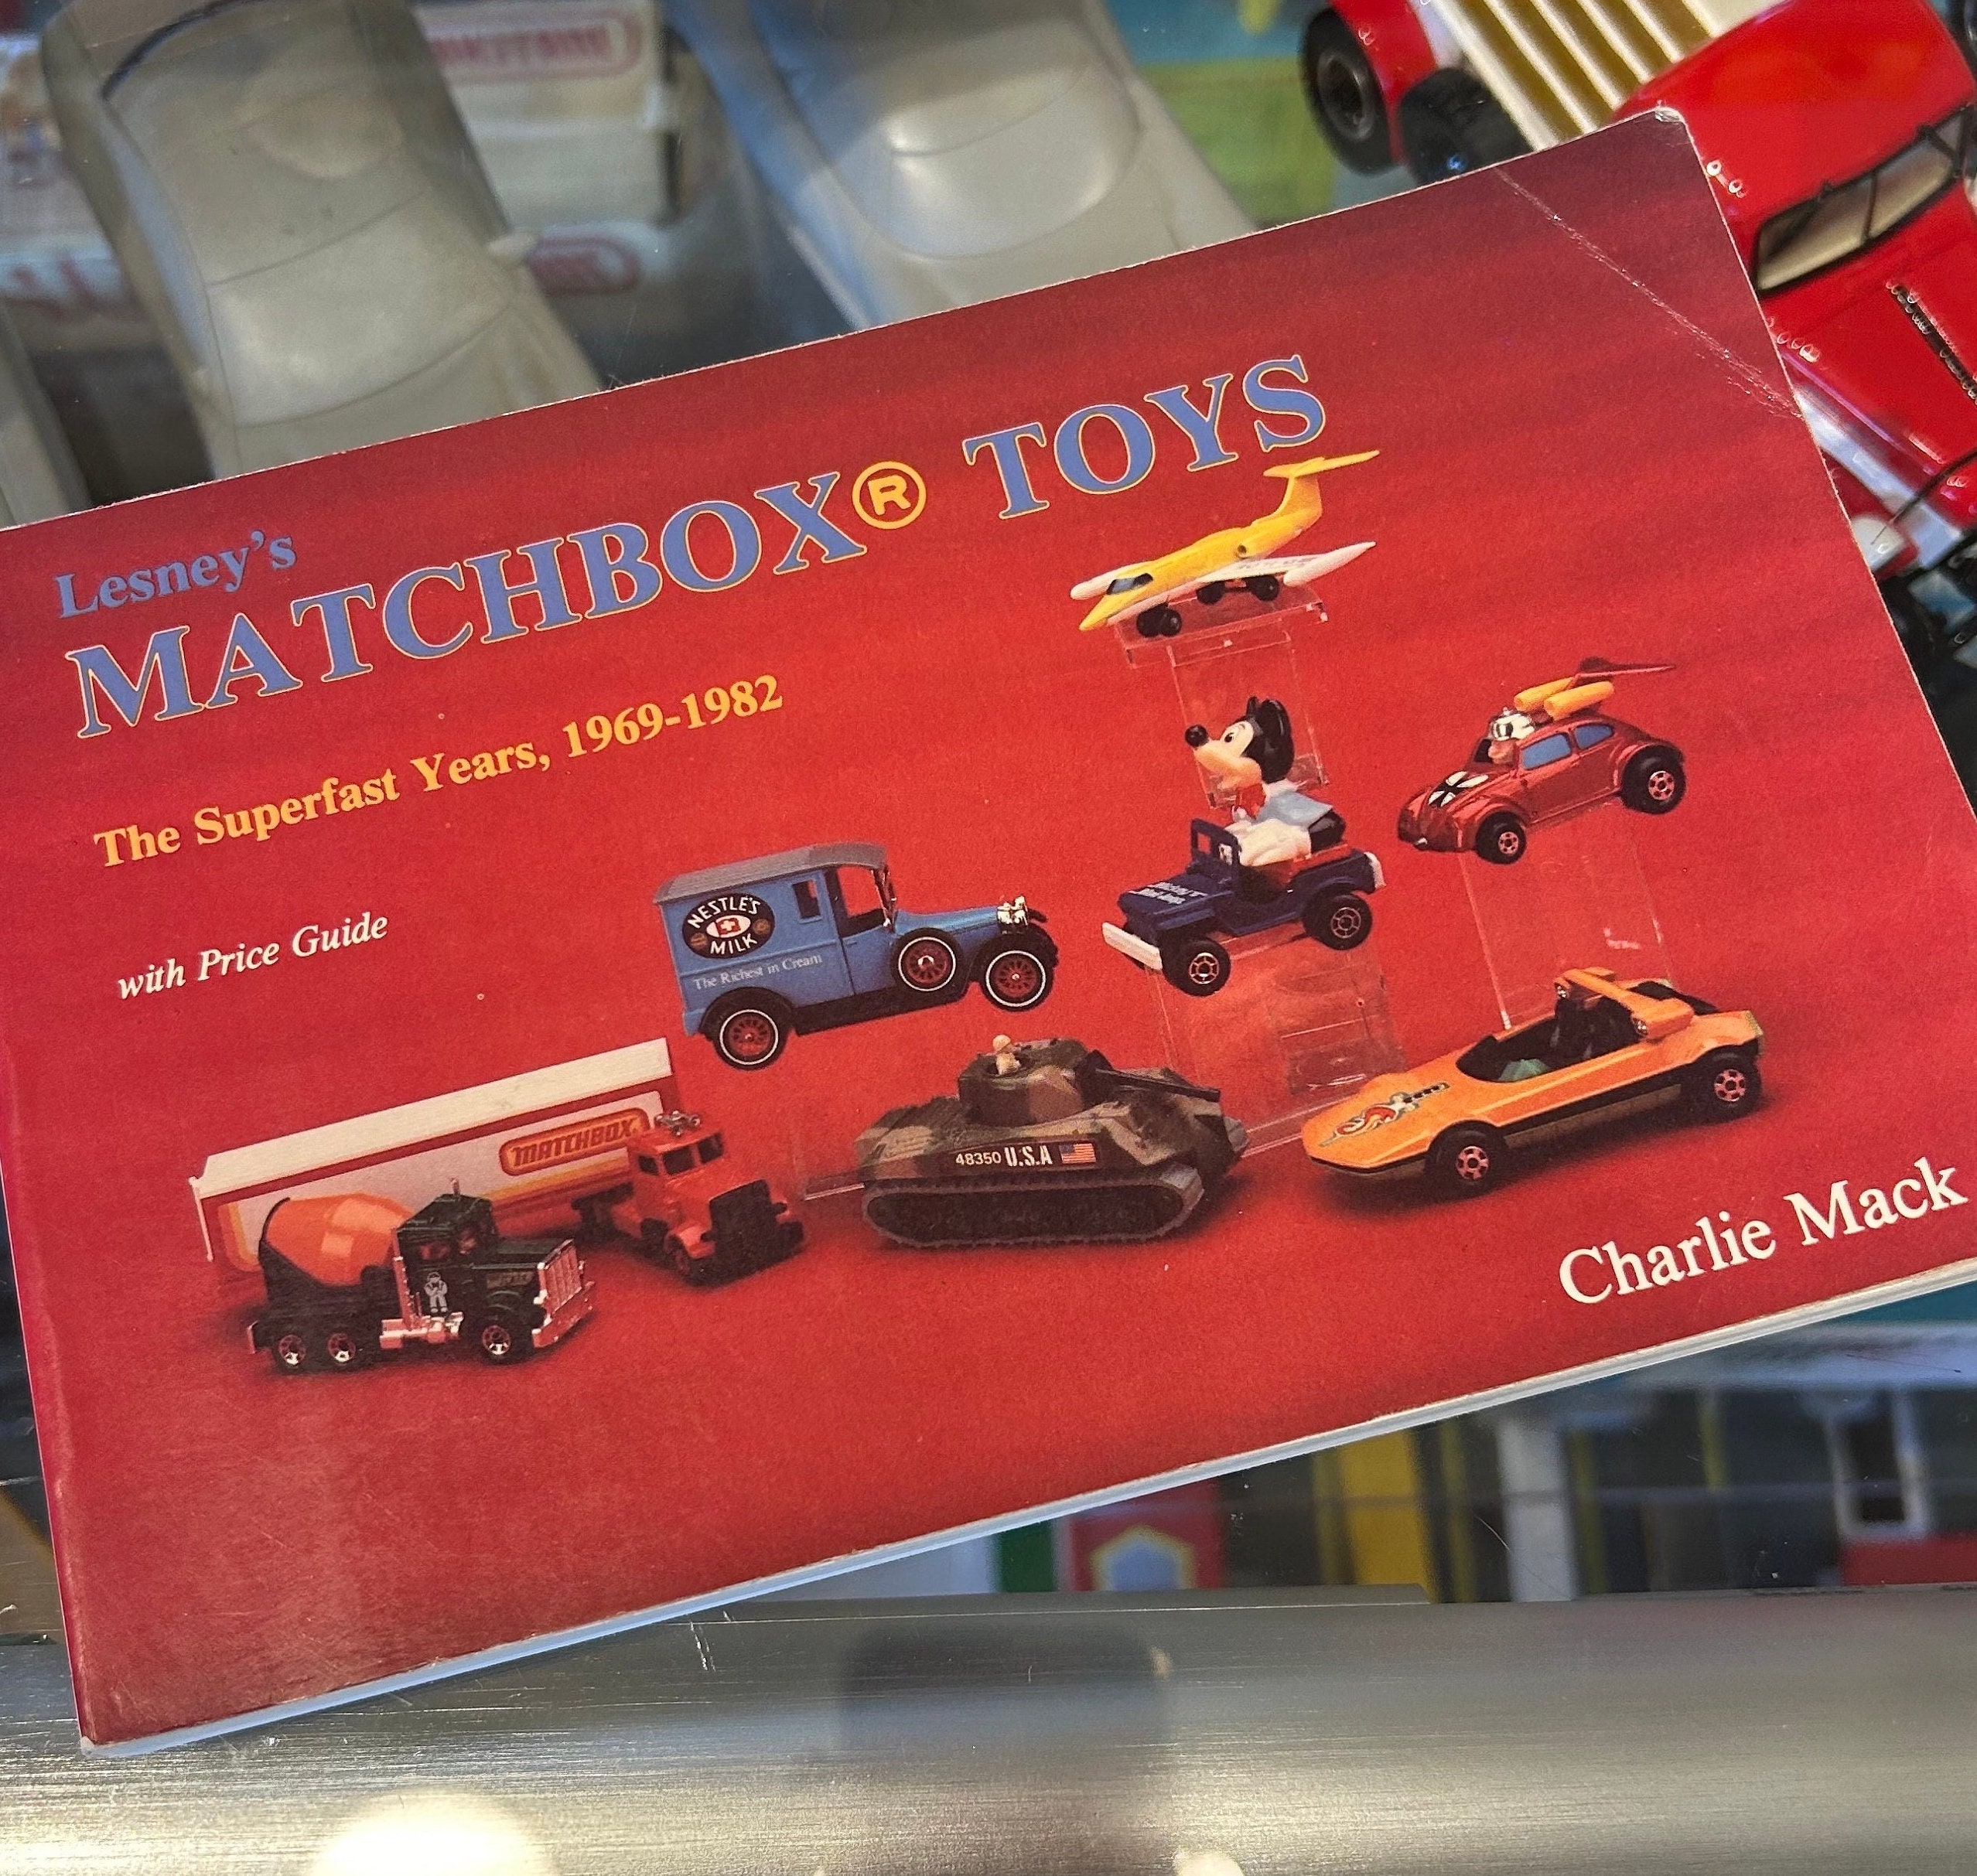 Lesney's
MATCHBOX® TOYS
The Superfast Years, 1969-1982
with Price Guide
NESTLÉ'S
MILK
The Richest in Cream
MATCHBOX
48350 U.S.A
Charlie Mack